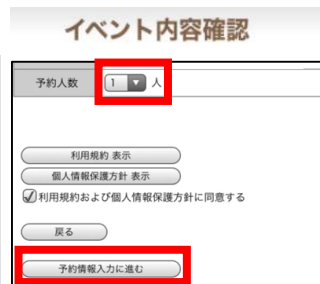 イベント内容確認
予約人数 1 人
利用規約 表示
個人情報保護方針 表示
利用規約および個人情報保護方針に同意する
戻る
予約情報入力に進む